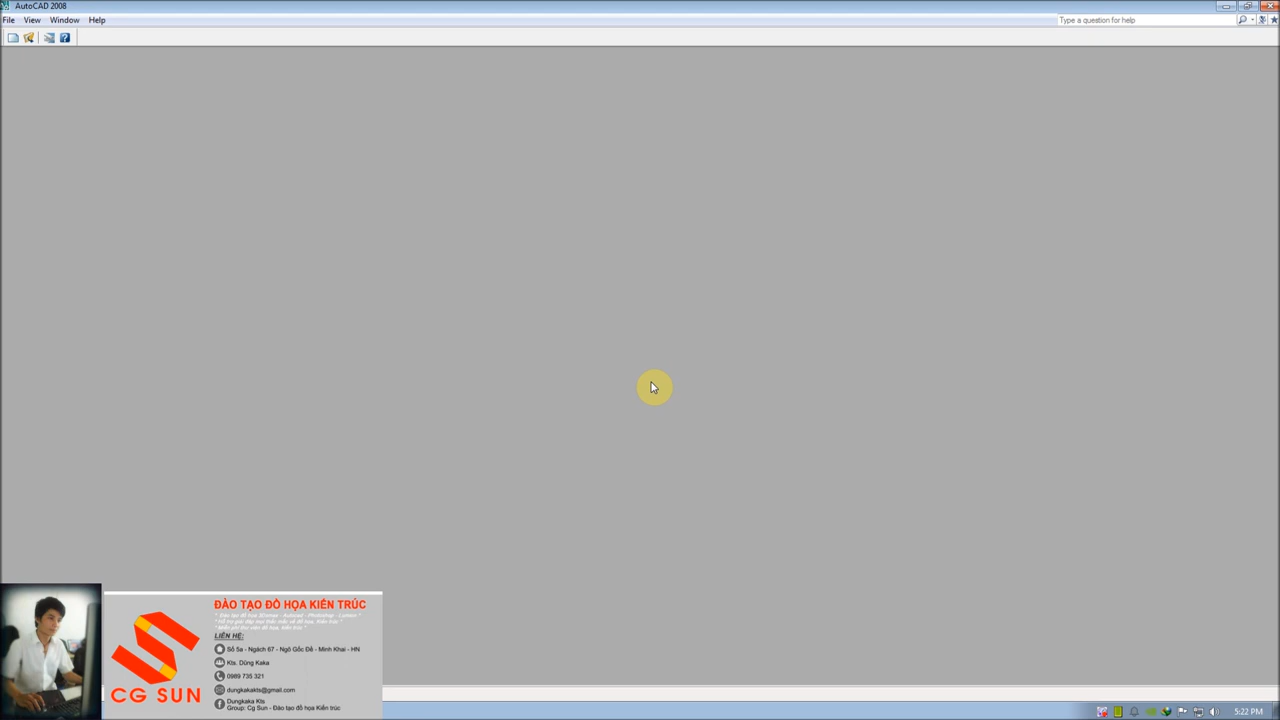 AutoCAD 2008
File View Window Help
Type a question for help
ĐÀO TẠO ĐỒ HỌA KIẾN TRÚC
LIÊN HỆ:
Số 5a - Ngách 67 - Ngõ Gốc Đề - Minh Khai - HN
Kts. Dũng Kaka
0989 735 321
dungkakakts@gmail.com
Dungkaka Kts
Group: Cg Sun - Đào tạo đồ họa Kiến trúc
CG SUN
5:22 PM